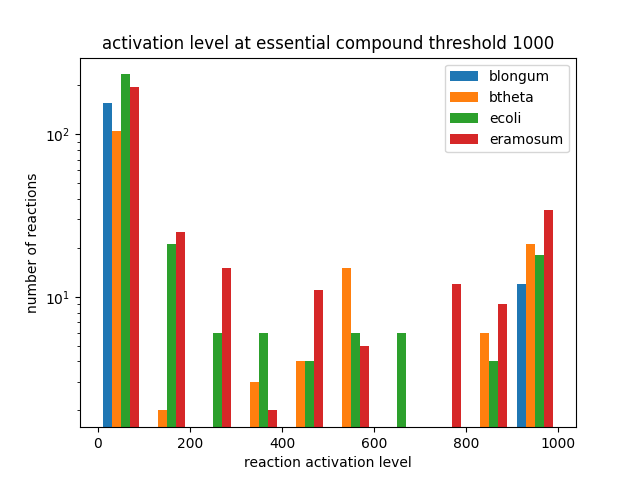 activation level at essential compound threshold 1000
blongum
btheta
ecoli
eramosum
number of reactions
10²
10¹
0 200 400 600 800 1000
reaction activation level